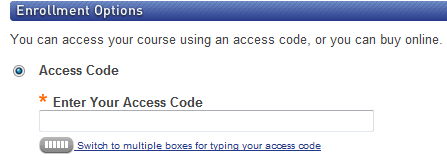 Enrollment Options
You can access your course using an access code, or you can buy online.
Access Code
* Enter Your Access Code
Switch to multiple boxes for typing your access code